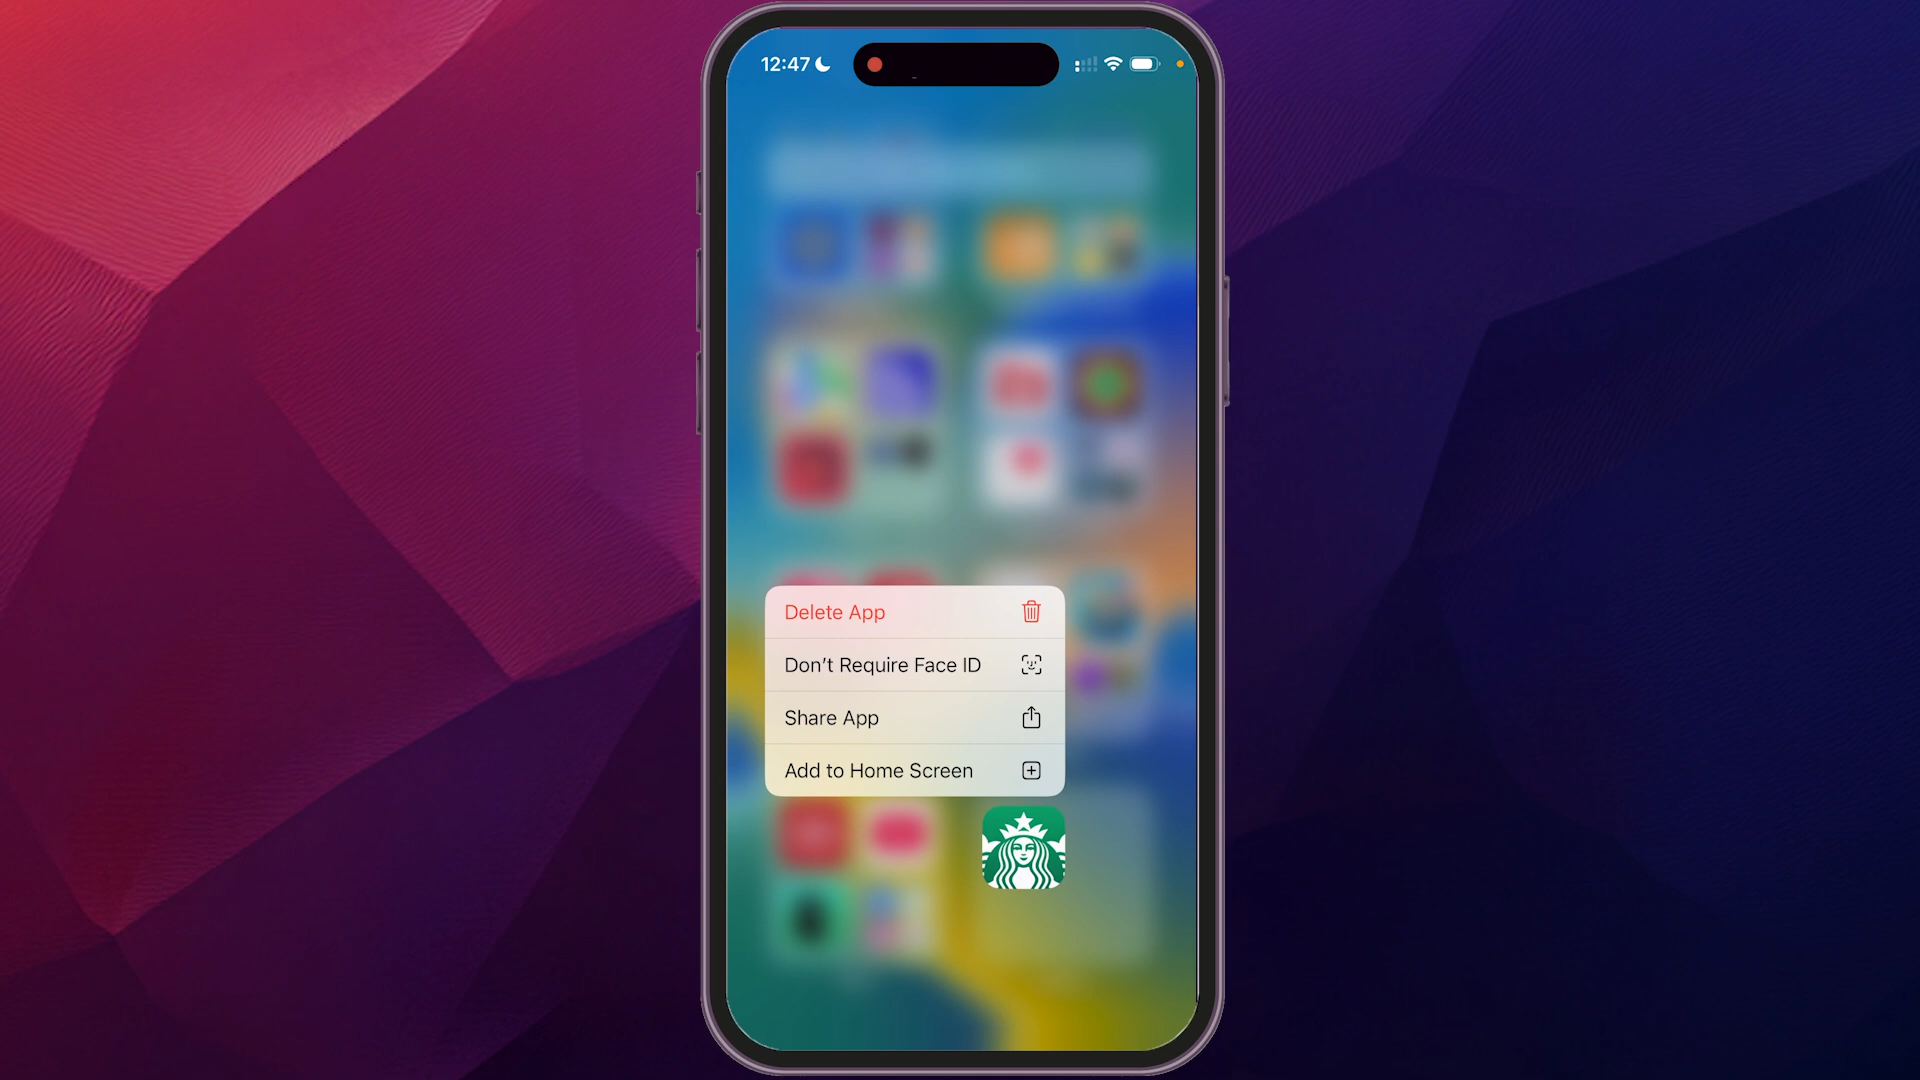 12:47
Delete App
Don’t Require Face ID
Share App
Add to Home Screen